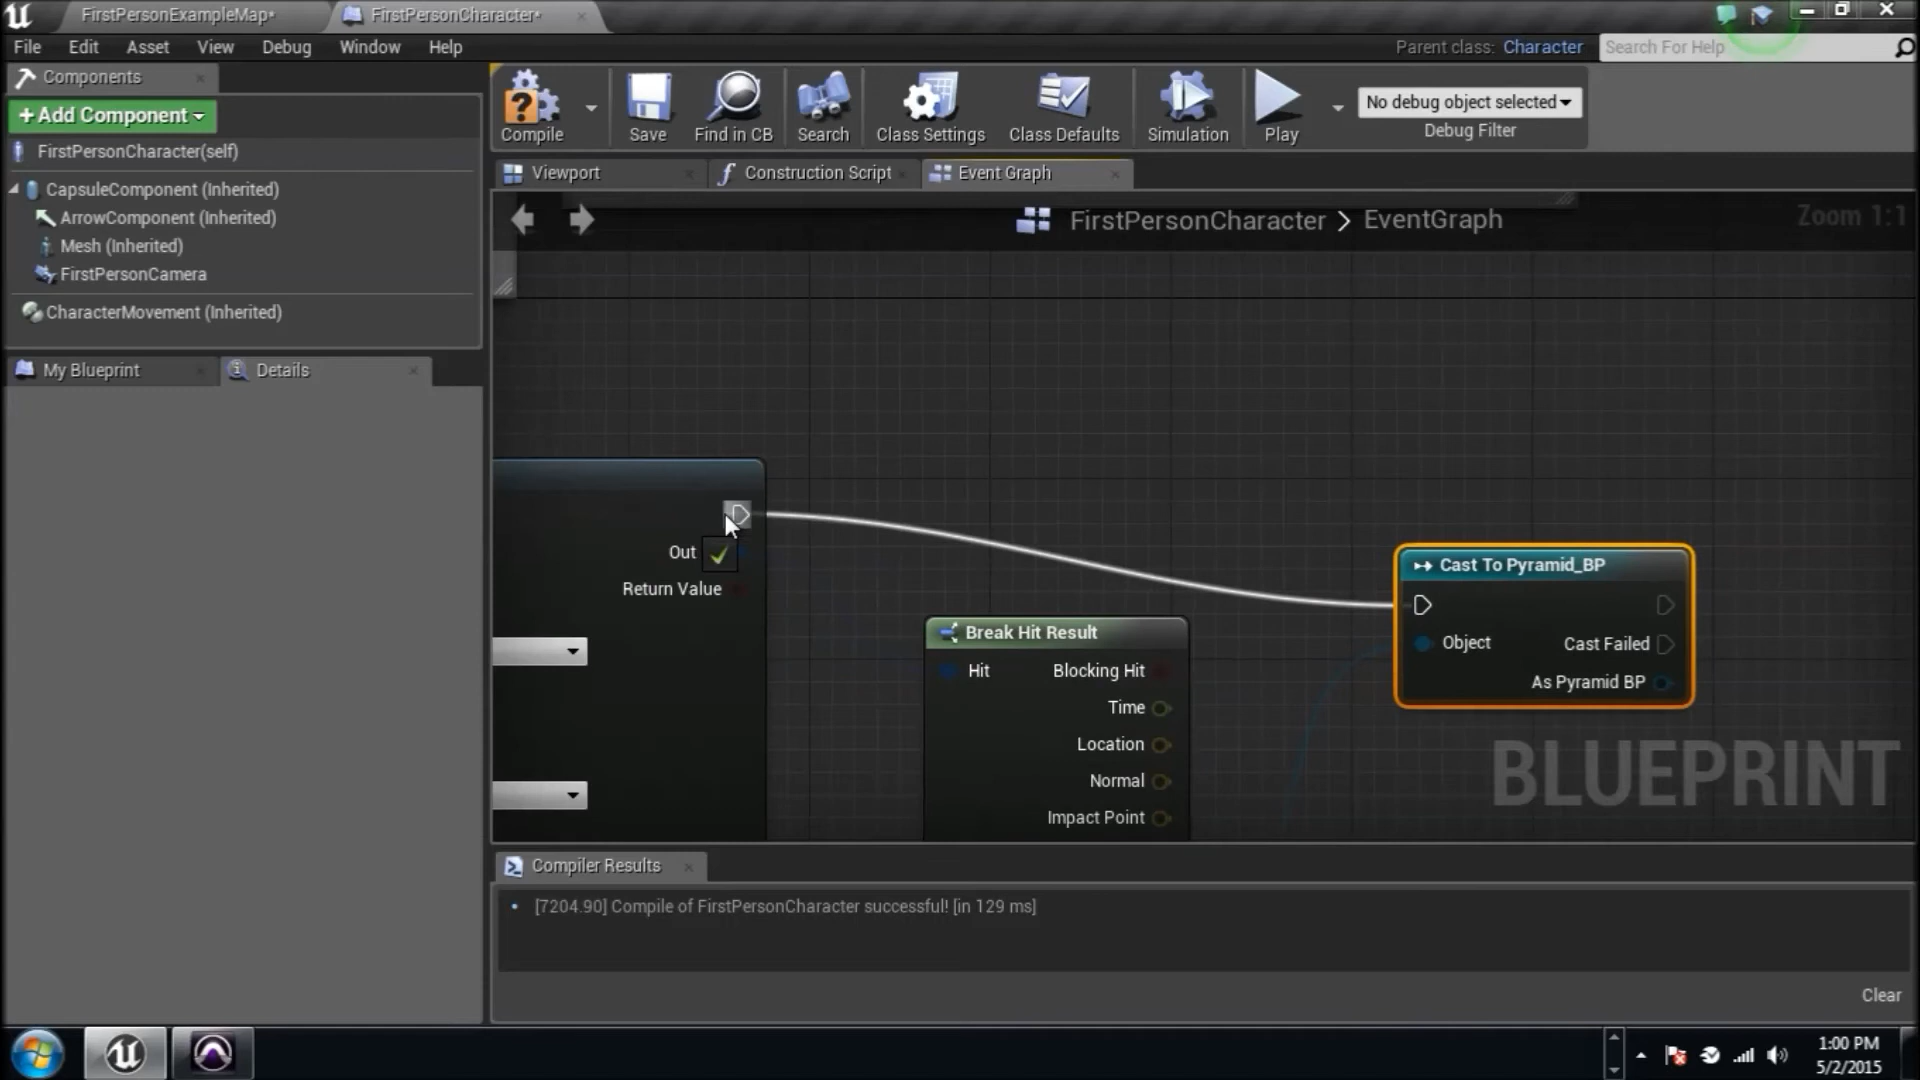 FirstPersonExampleMap*
FirstPersonCharacter*
File Edit Asset View Debug Window Help
Parent class: Character
Search For Help
Components
+ Add Component
FirstPersonCharacter(self)
CapsuleComponent (Inherited)
ArrowComponent (Inherited)
Mesh (Inherited)
FirstPersonCamera
CharacterMovement (Inherited)
My Blueprint
Details
Compile
Save
Find in CB
Search
Class Settings
Class Defaults
Simulation
Play
No debug object selected
Debug Filter
Viewport
Construction Script
Event Graph
FirstPersonCharacter > EventGraph
Zoom 1:1
Out
Return Value
Break Hit Result
Hit
Blocking Hit
Time
Location
Normal
Impact Point
Cast To Pyramid_BP
Object
Cast Failed
As Pyramid BP
BLUEPRINT
Compiler Results
[7204.90] Compile of FirstPersonCharacter successful! [in 129 ms]
Clear
1:00 PM
5/2/2015